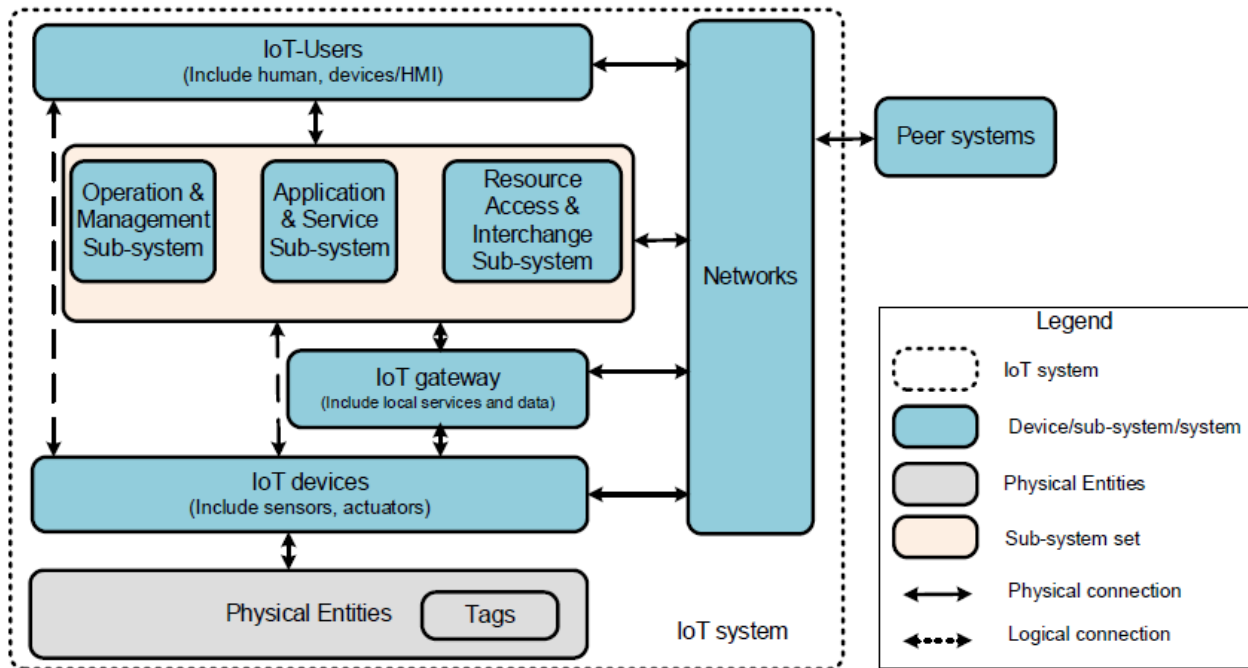 IoT-Users
(Include human, devices/HMI)
Operation &
Management
Sub-system
Application
& Service
Sub-system
Resource
Access &
Interchange
Sub-system
Networks
Peer systems
IoT gateway
(Include local services and data)
IoT devices
(Include sensors, actuators)
Physical Entities
Tags
IoT system
Legend
IoT system
Device/sub-system/system
Physical Entities
Sub-system set
Physical connection
Logical connection